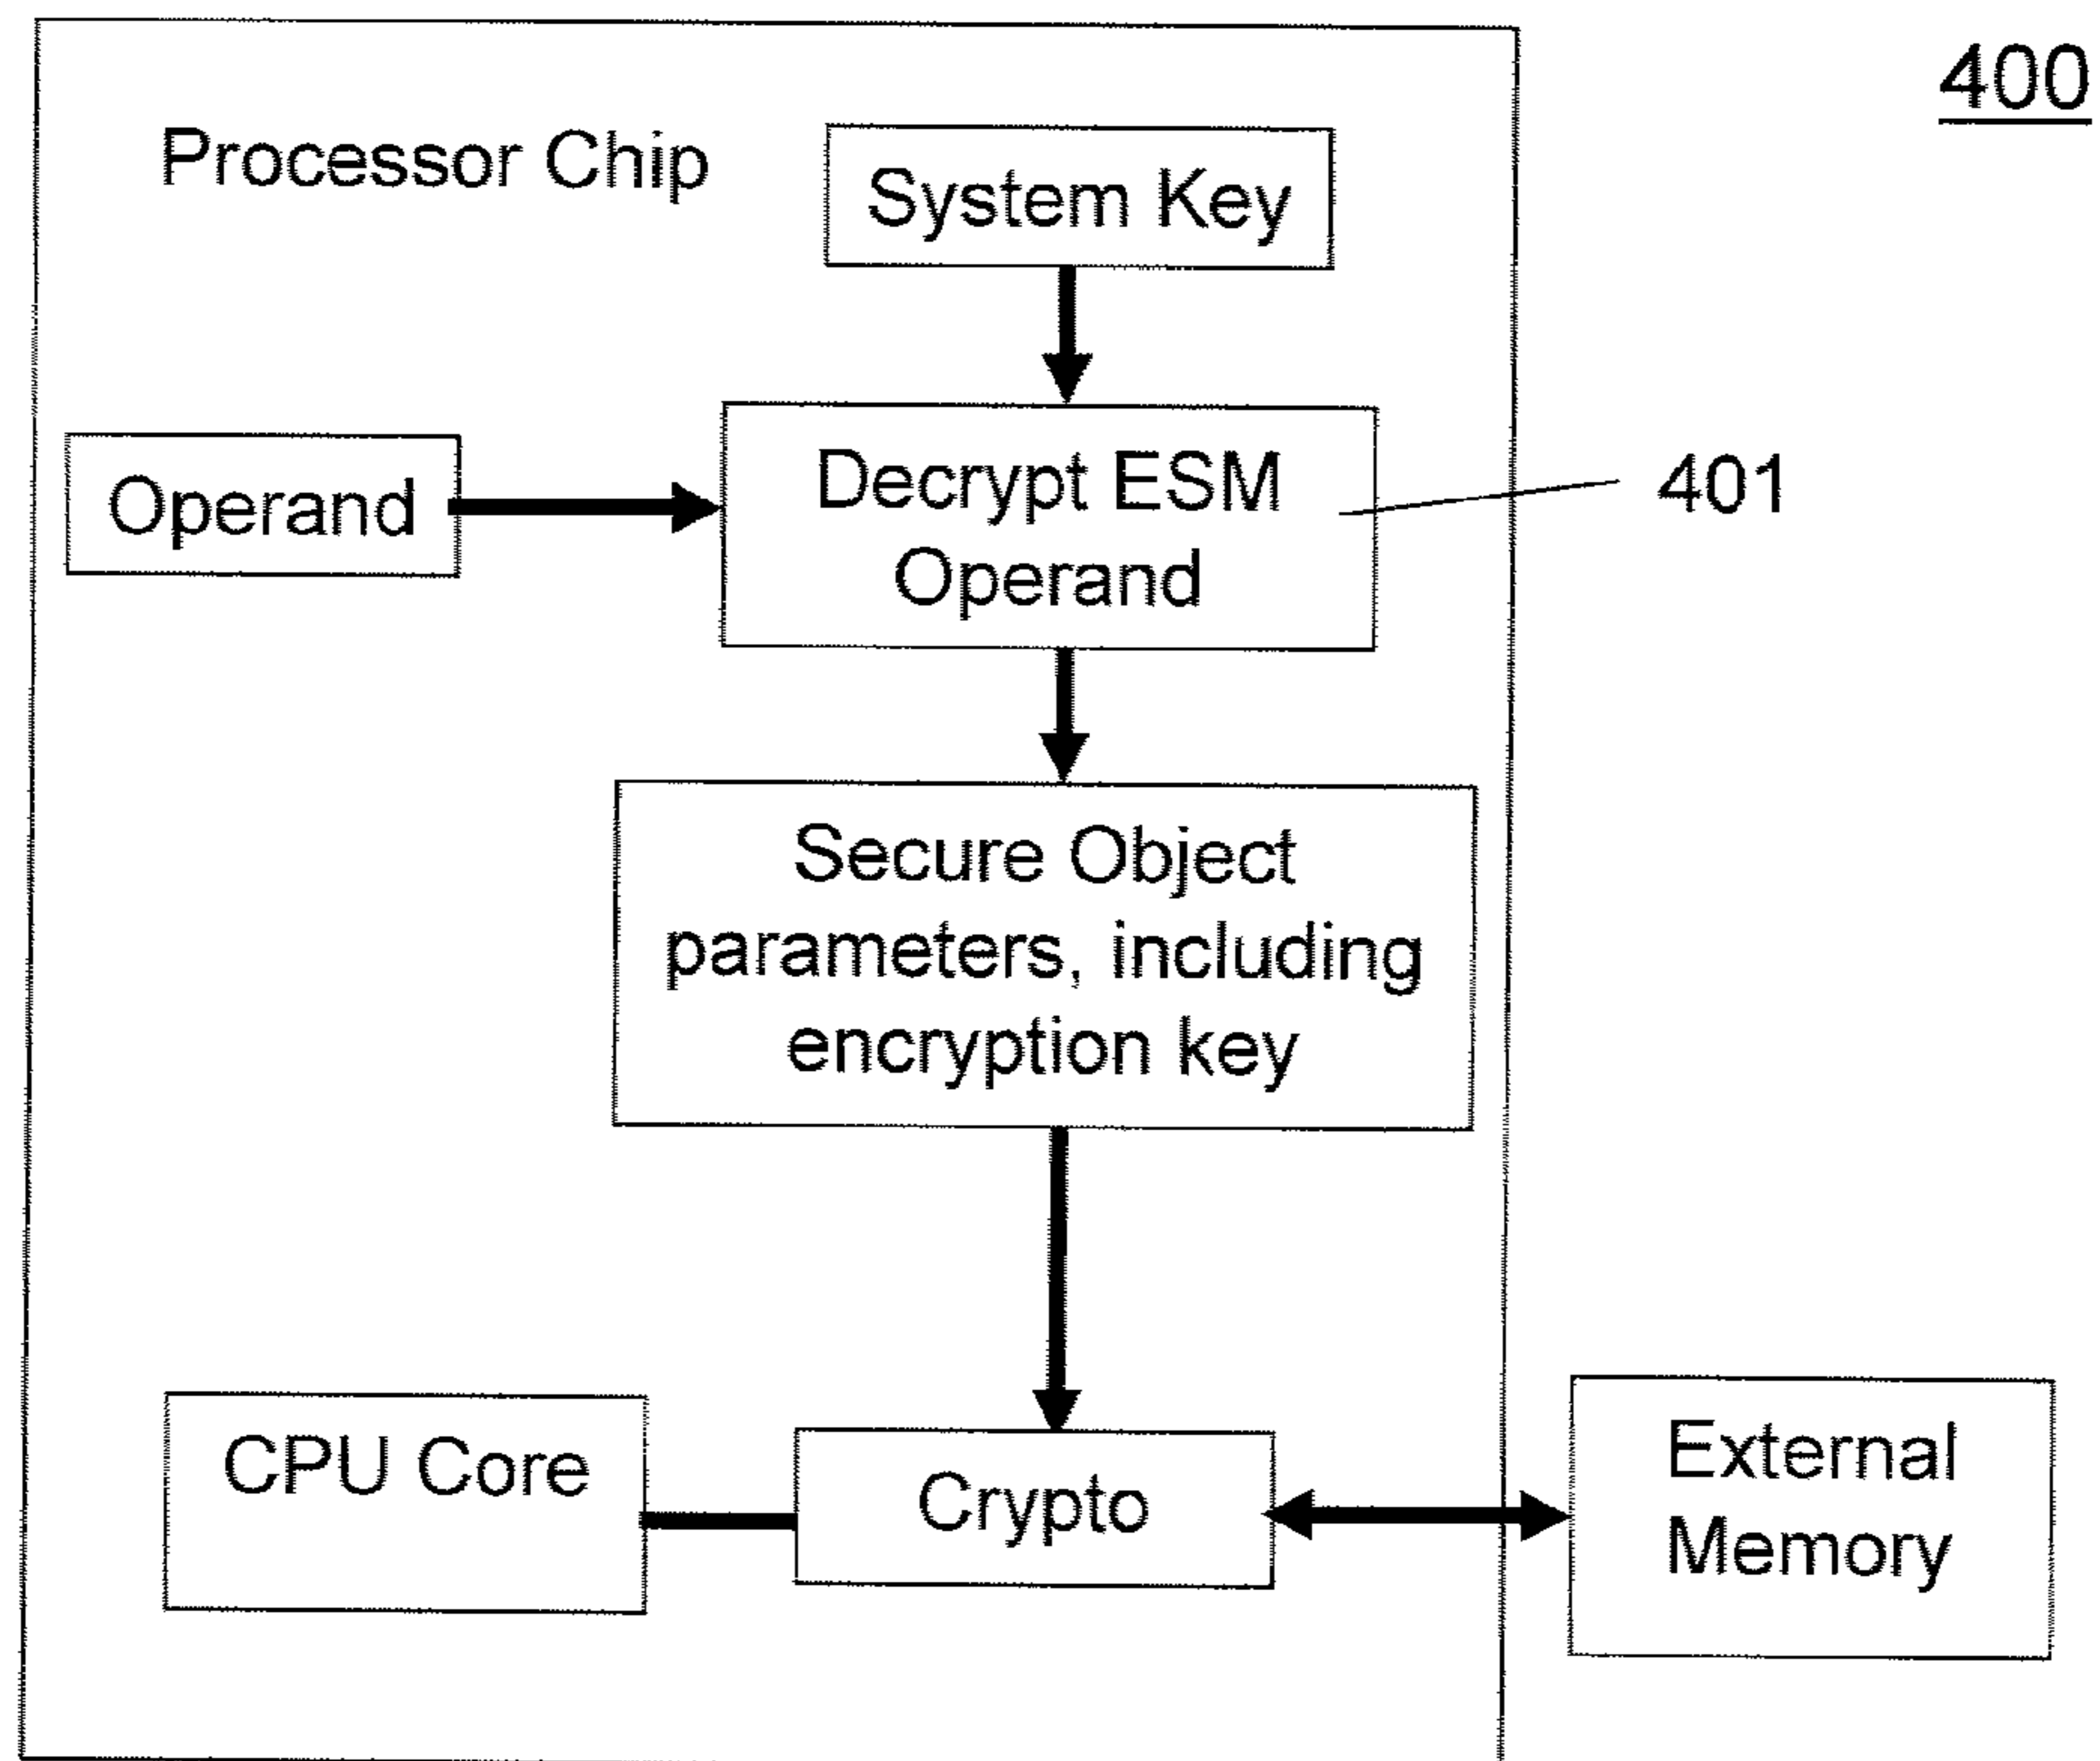 400
Processor Chip
System Key
Operand
Decrypt ESM
Operand
401
Secure Object
parameters, including
encryption key
CPU Core
Crypto
External
Memory